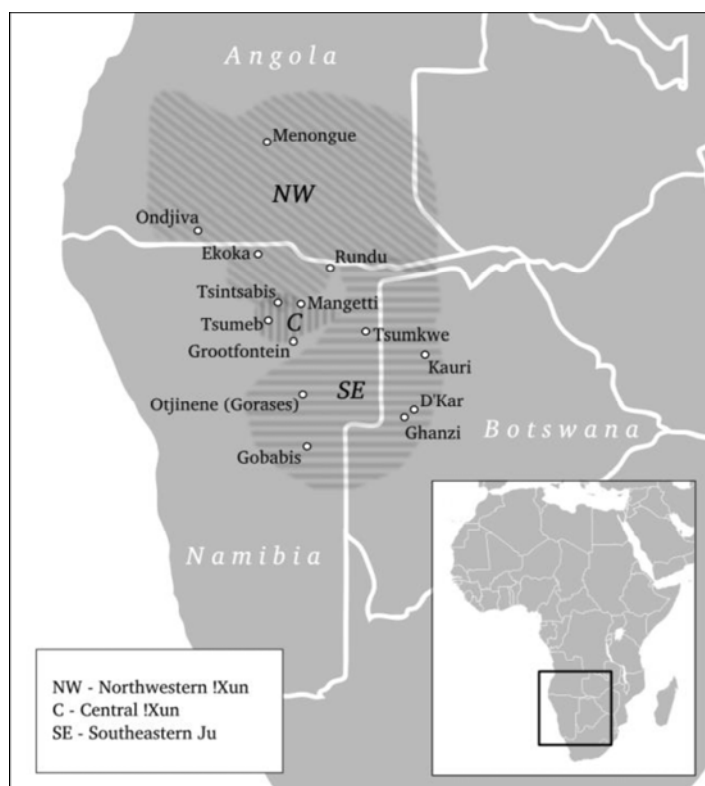 Angola
Menongue
NW
Ondjiva
Ekoka
Rundu
Tsintsabis
Mangetti
Tsumeb
C
Tsumkwe
Grootfontein
Kauri
SE
Otjinene (Gorases)
D'Kar
Ghanzi
Botswana
Gobabis
Namibia
NW - Northwestern !Xun
C - Central !Xun
SE - Southeastern Ju